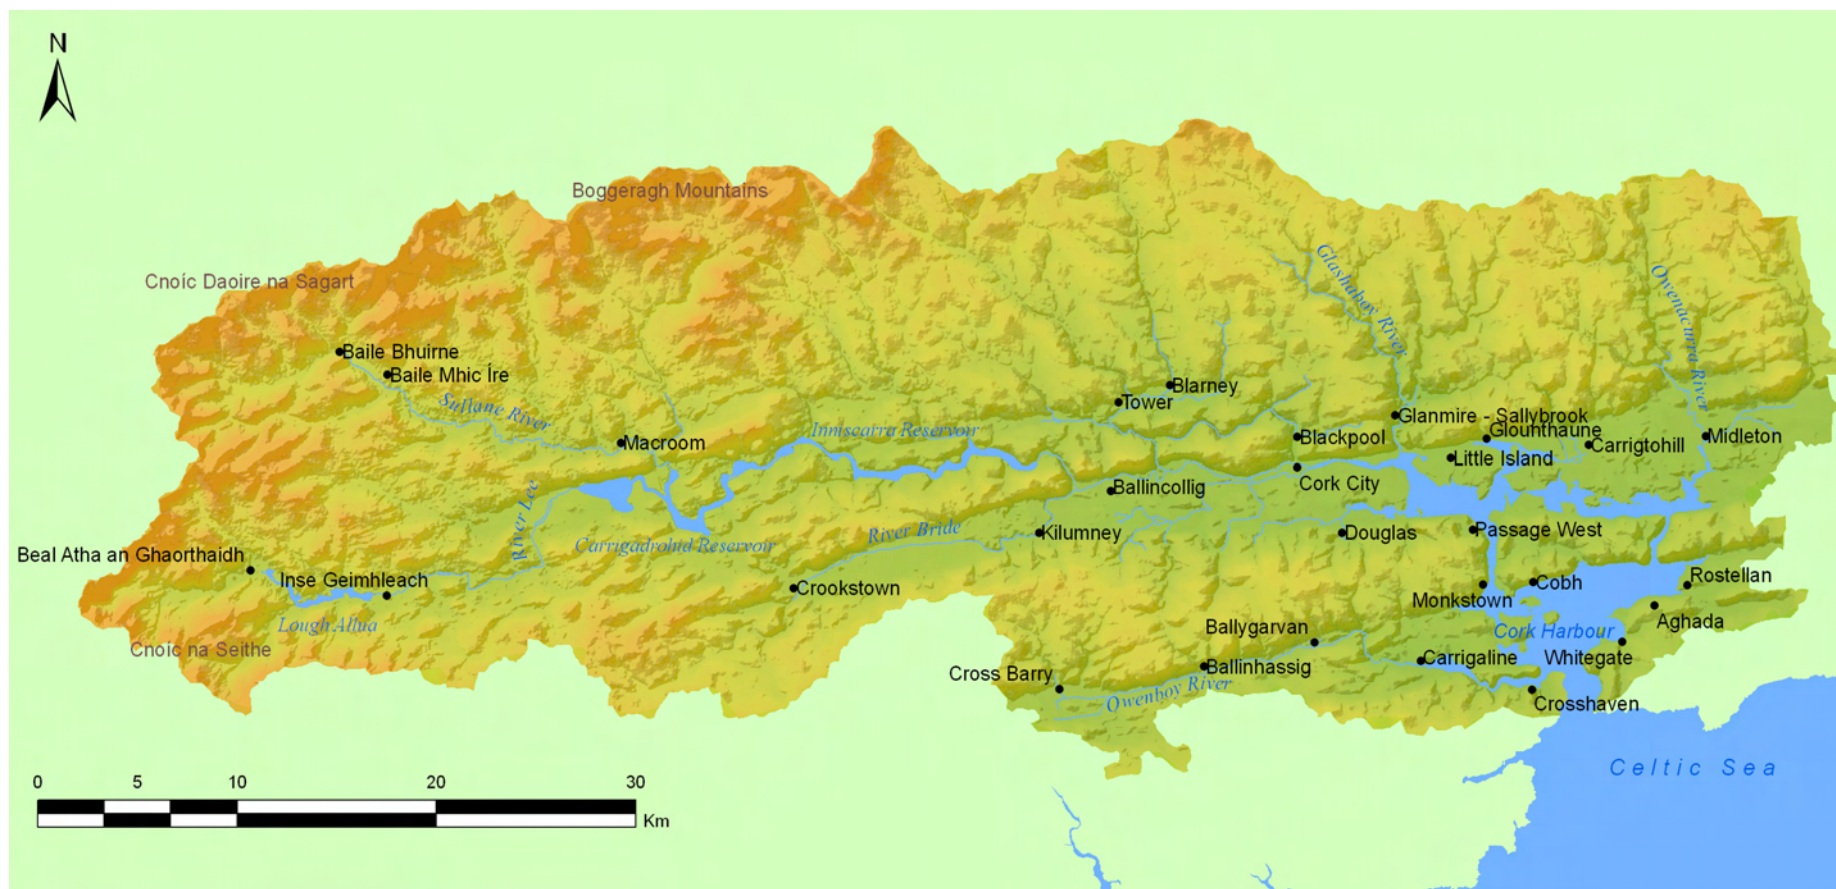 N
Boggeragh Mountains
Cnoíc Daoire na Sagart
Glashaboy River
Owenacurra River
Baile Bhuirne
Baile Mhic Íre
Sullane River
Blarney
Tower
Glanmire - Sallybrook
Glounthaune
Inniscarra Reservoir
Macroom
Blackpool
Carrigtohill
Midleton
Little Island
Cork City
Ballincollig
River Lee
River Bride
Kilumney
Douglas
Passage West
Carrigadrohid Reservoir
Beal Atha an Ghaorthaidh
Inse Geimhleach
Crookstown
Cobh
Rostellan
Monkstown
Lough Allua
Aghada
Ballygarvan
Cork Harbour
Cnoíc na Seithe
Whitegate
Carrigaline
Ballinhassig
Cross Barry
Owenboy River
Crosshaven
Celtic Sea
0 5 10 20 30
Km